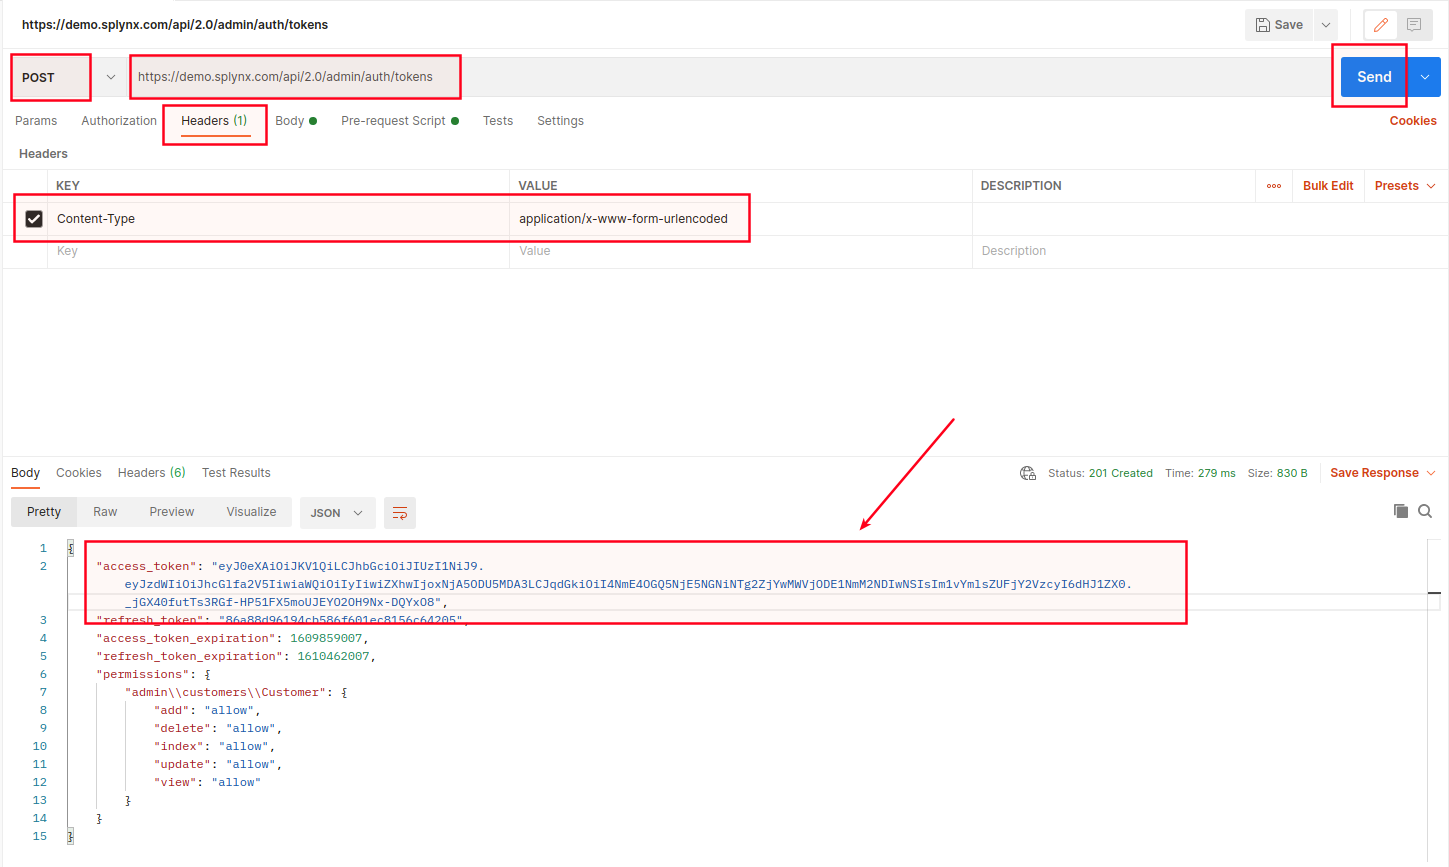 https://demo.splynx.com/api/2.0/admin/auth/tokens
Save
POST
https://demo.splynx.com/api/2.0/admin/auth/tokens
Send
Params
Authorization
Headers (1)
Body
Pre-request Script
Tests
Settings
Cookies
Headers
KEY
VALUE
DESCRIPTION
Bulk Edit
Presets
Content-Type
application/x-www-form-urlencoded
Key
Value
Description
Body
Cookies
Headers (6)
Test Results
Status: 201 Created
Time: 279 ms
Size: 830 B
Save Response
Pretty
Raw
Preview
Visualize
JSON
1 {
2 "access_token": "eyJ0eXAiOiJKV1QiLCJhbGciOiJIUzI1NiJ9.
eyJzdWIiOiJhcGlfa2V5IiwiaWQiOiIyIiwiZXhwIjoxNjA5ODU5MDA3LCJqdGkiOiI4NmE4OGQ5NjE5NGNiNTg2ZjYwMWVjODE1NmM2NDIwNSIsIm1vYmlsZUFjY2VzcyI6dHJ1ZX0.
_jGX40futTs3RGf-HP51FX5moUJEYO2OH9Nx-DQYxO8",
3 "refresh_token": "86a88d96194cb586f601ec8156c64205",
4 "access_token_expiration": 1609859007,
5 "refresh_token_expiration": 1610462007,
6 "permissions": {
7 "admin\\customers\\Customer": {
8 "add": "allow",
9 "delete": "allow",
10 "index": "allow",
11 "update": "allow",
12 "view": "allow"
13 }
14 }
15 }